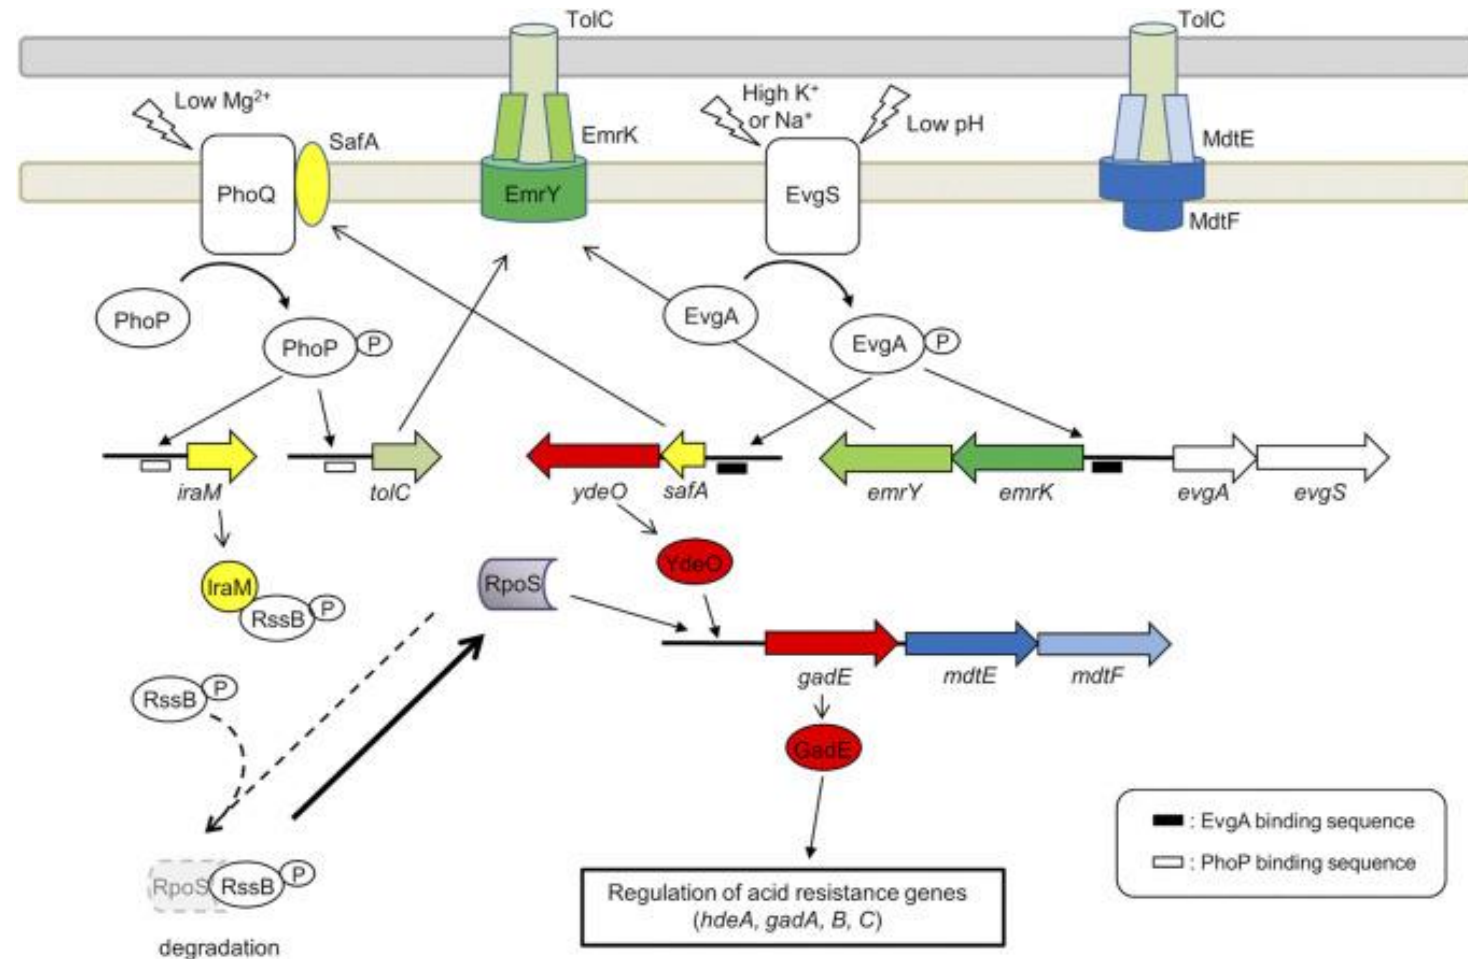 TolC
TolC
Low Mg²⁺
High K⁺
or Na⁺
Low pH
SafA
EmrK
MdtE
PhoQ
EmrY
EvgS
MdtF
PhoP
PhoP
P
EvgA
EvgA
P
iraM
tolC
ydeO
safA
emrY
emrK
evgA
evgS
IraM
RssB
P
RpoS
YdeO
gadE
mdtE
mdtF
RssB
P
GadE
RpoS
RssB
P
degradation
Regulation of acid resistance genes
(hdeA, gadA, B, C)
: EvgA binding sequence
: PhoP binding sequence